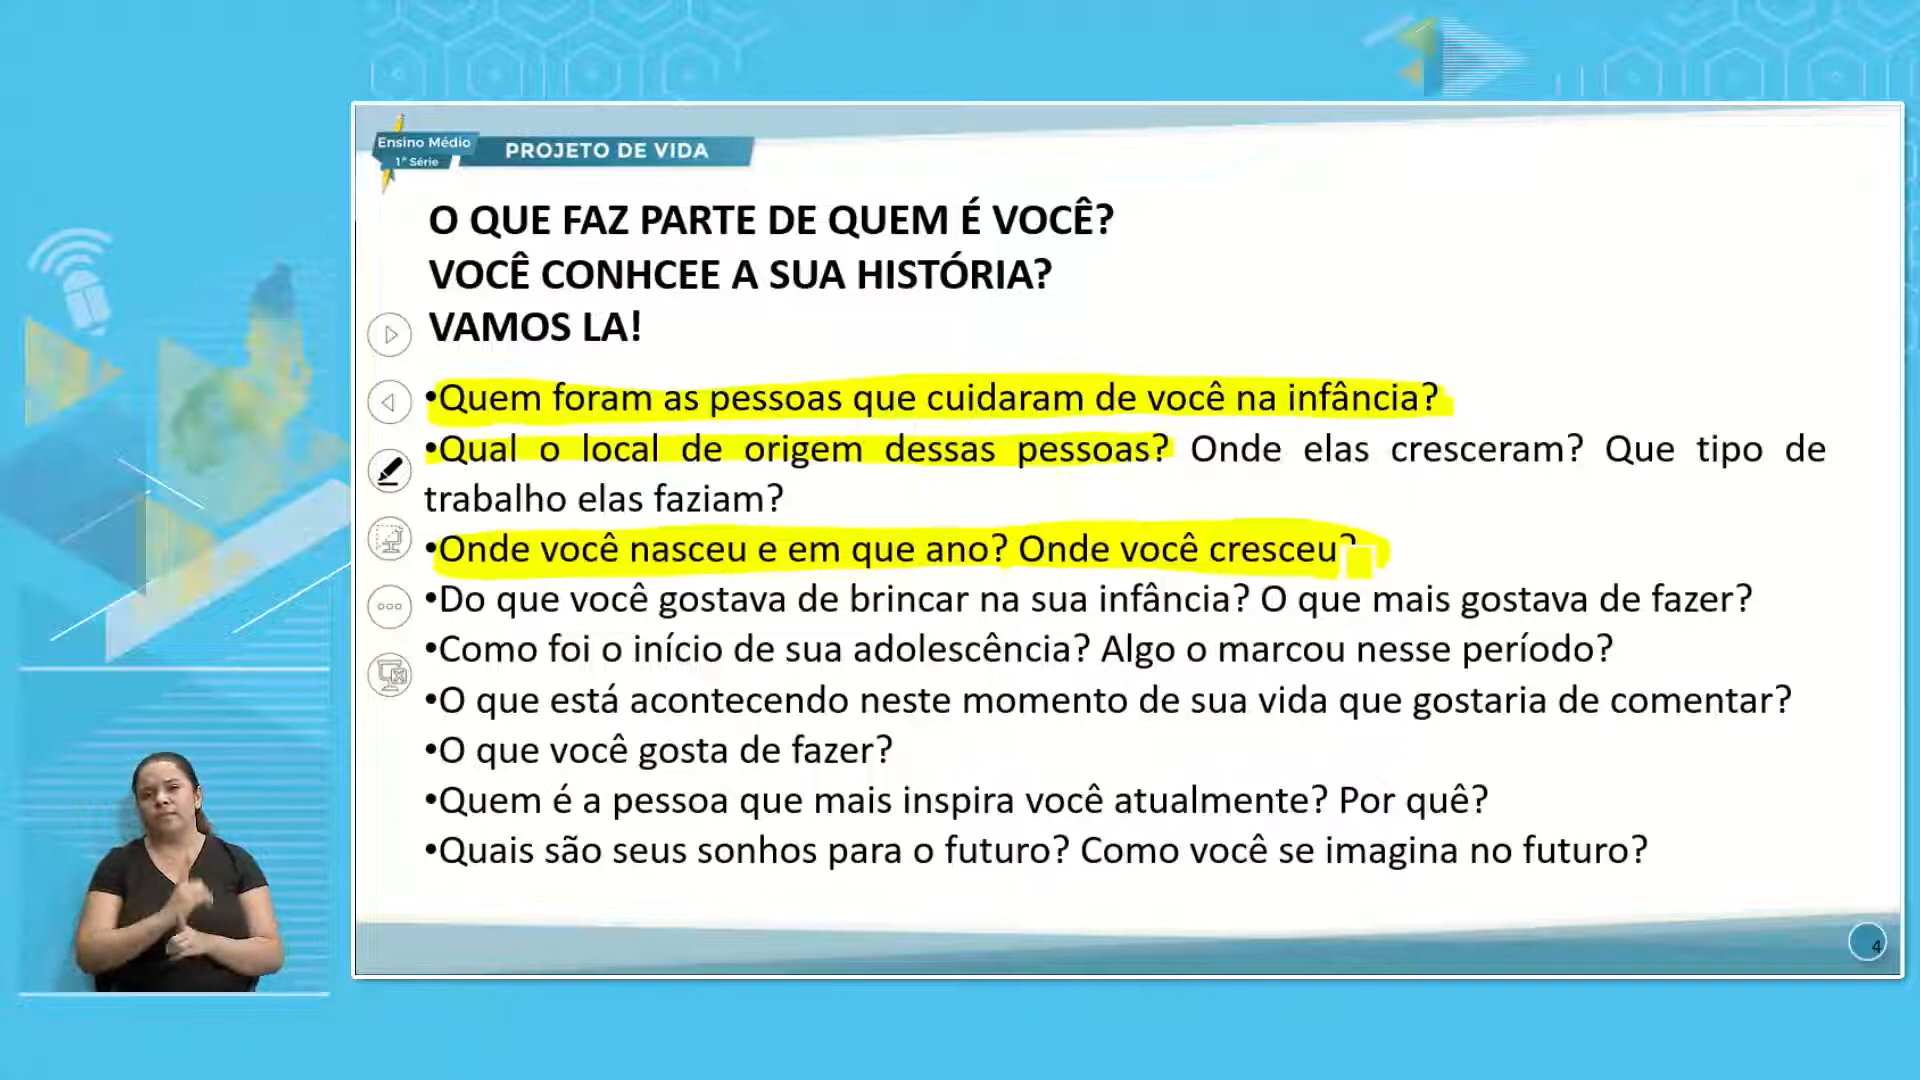 Ensino Médio
1ª Série
PROJETO DE VIDA
O QUE FAZ PARTE DE QUEM É VOCÊ?
VOCÊ CONHCEE A SUA HISTÓRIA?
VAMOS LA!
•Quem foram as pessoas que cuidaram de você na infância?
•Qual o local de origem dessas pessoas? Onde elas cresceram? Que tipo de
trabalho elas faziam?
•Onde você nasceu e em que ano? Onde você cresceu?
•Do que você gostava de brincar na sua infância? O que mais gostava de fazer?
•Como foi o início de sua adolescência? Algo o marcou nesse período?
•O que está acontecendo neste momento de sua vida que gostaria de comentar?
•O que você gosta de fazer?
•Quem é a pessoa que mais inspira você atualmente? Por quê?
•Quais são seus sonhos para o futuro? Como você se imagina no futuro?
4